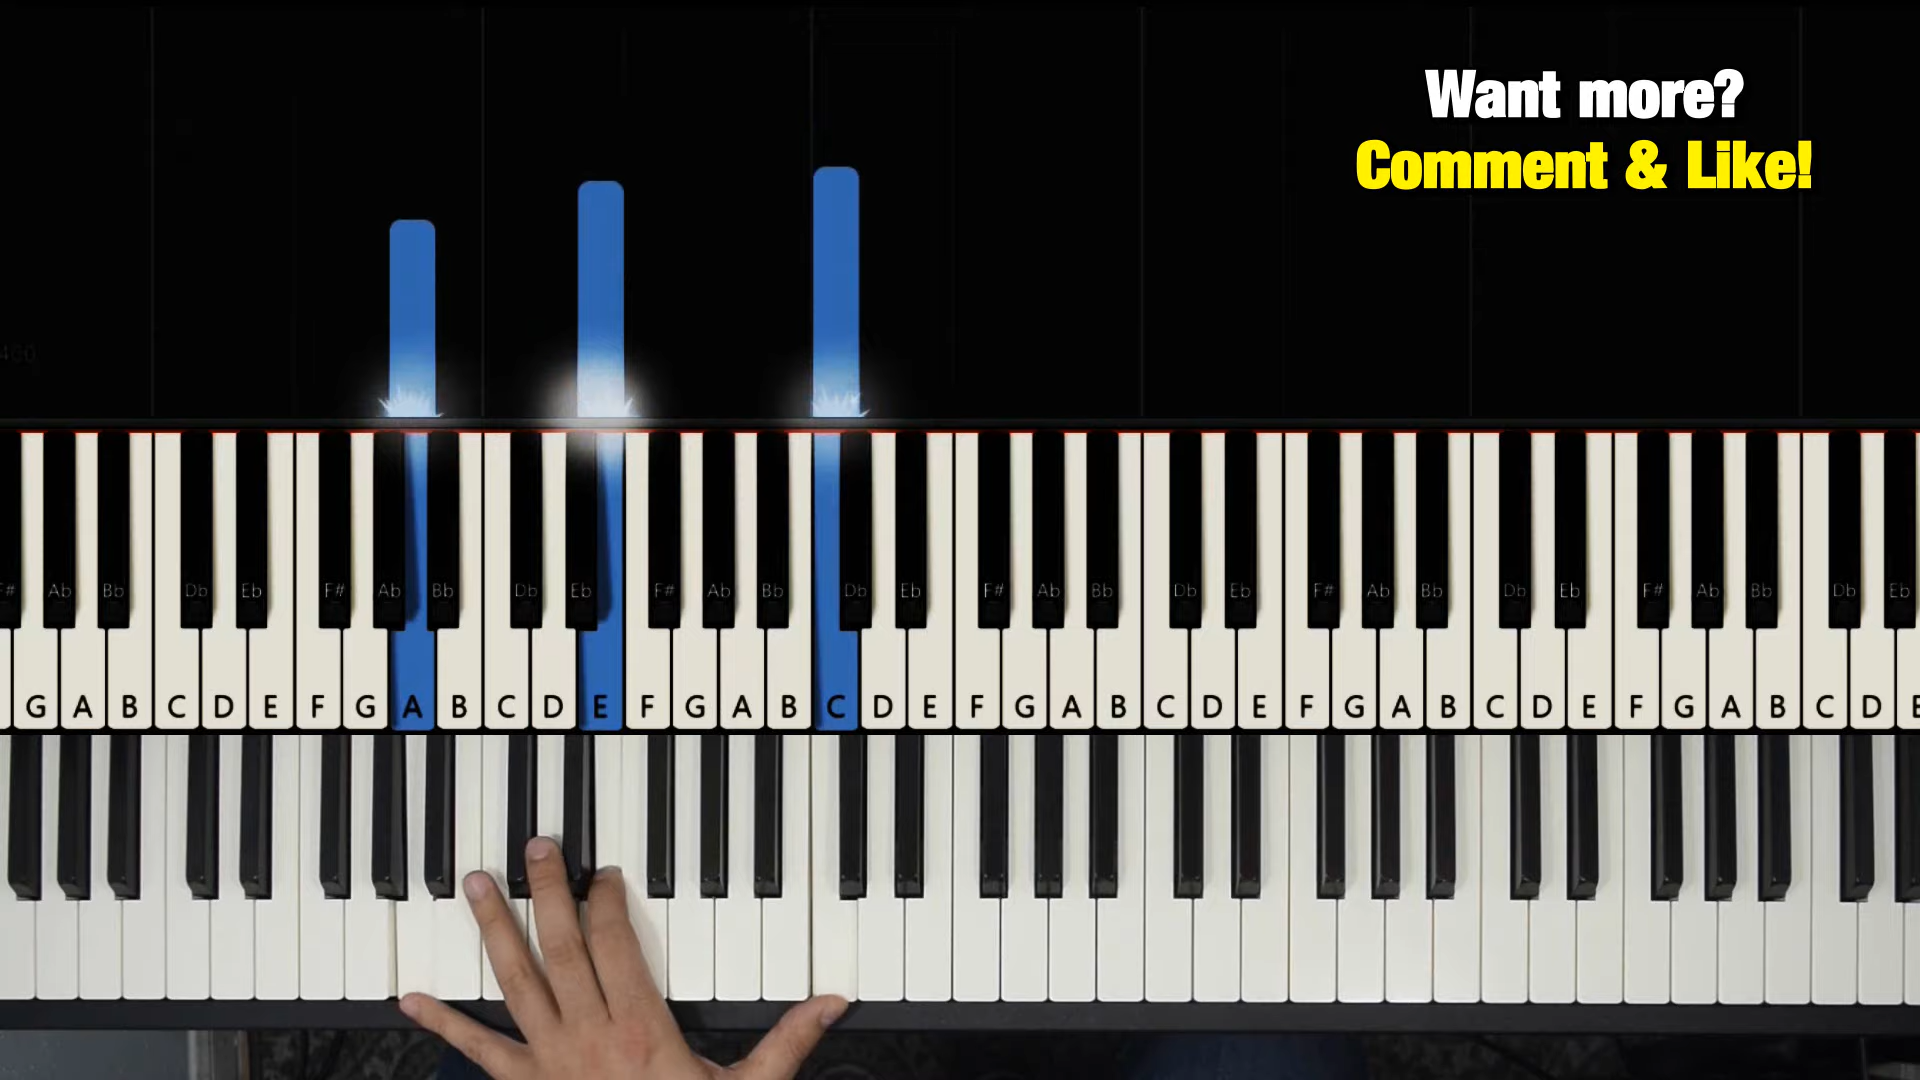 Want more?
Comment & Like!
F# Ab Bb Db Eb F# Ab Bb Db Eb F# Ab Bb Db Eb F# Ab Bb Db Eb F# Ab Bb Db Eb F# Ab Bb Db Eb
G A B C D E F G A B C D E F G A B C D E F G A B C D E F G A B C D E F G A B C D E